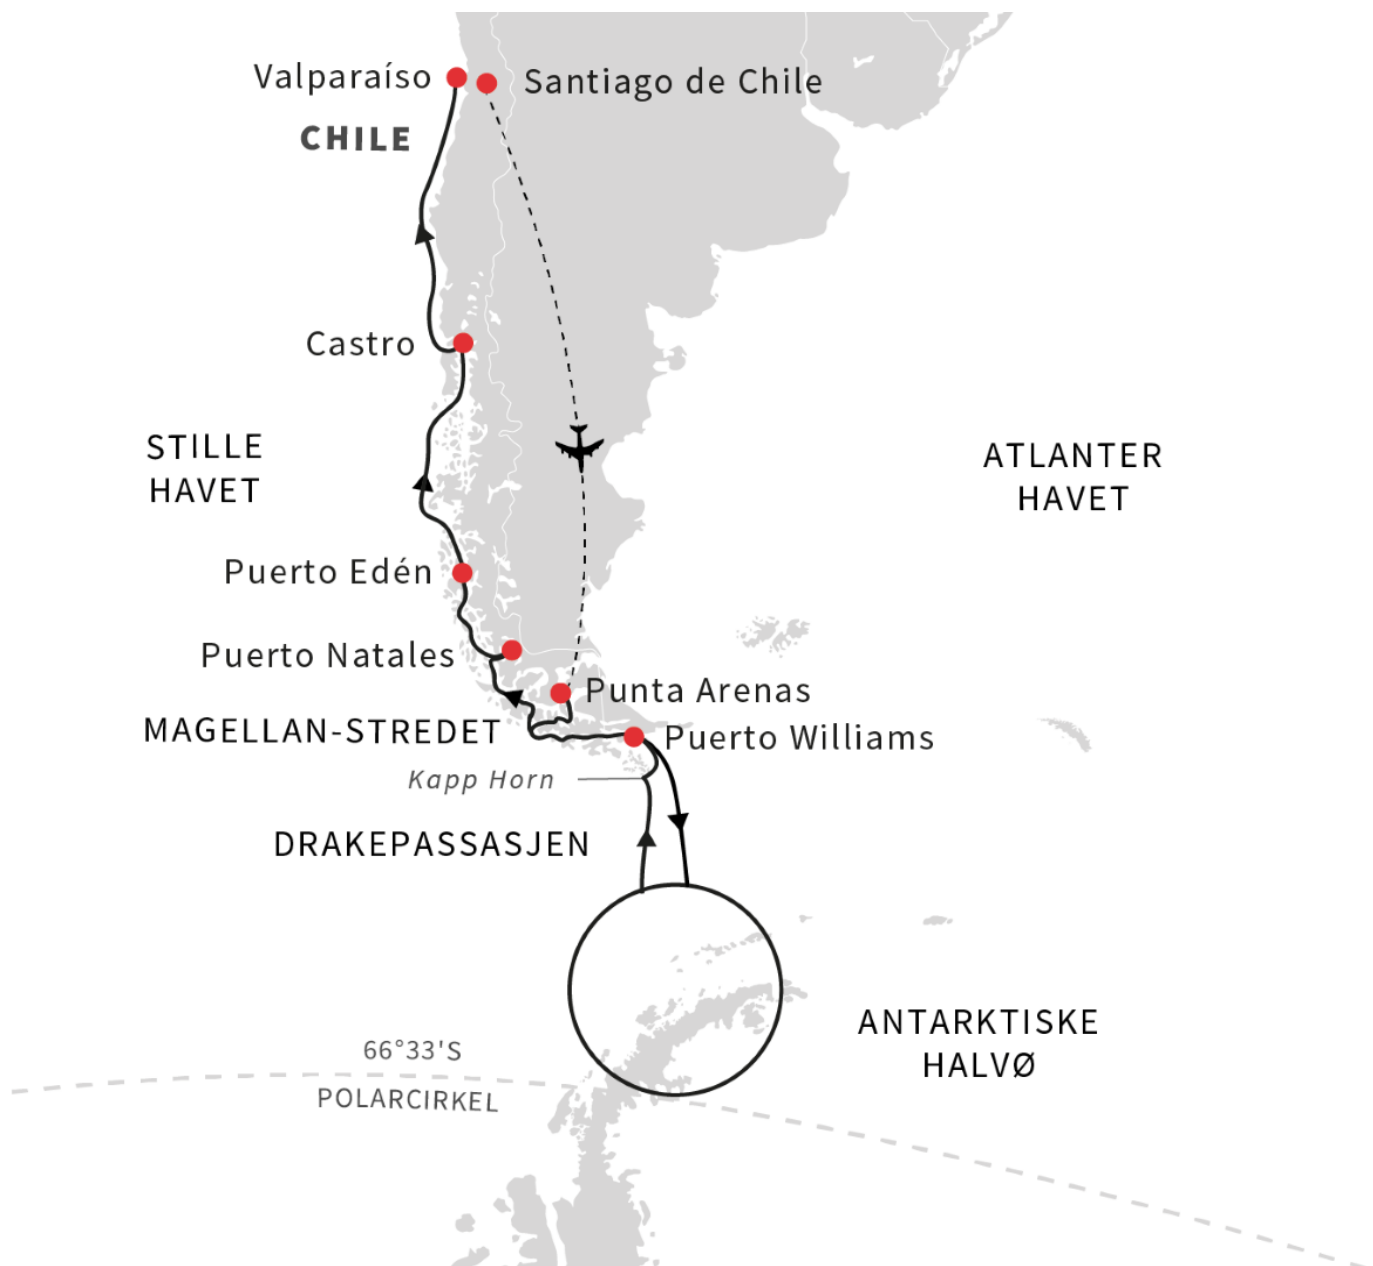 Valparaíso
Santiago de Chile
CHILE
Castro
STILLE
HAVET
ATLANTER
HAVET
Puerto Edén
Puerto Natales
Punta Arenas
MAGELLAN-STREDET
Puerto Williams
Kapp Horn
DRAKEPASSASJEN
ANTARKTISKE
HALVØ
66°33'S
POLARCIRKEL